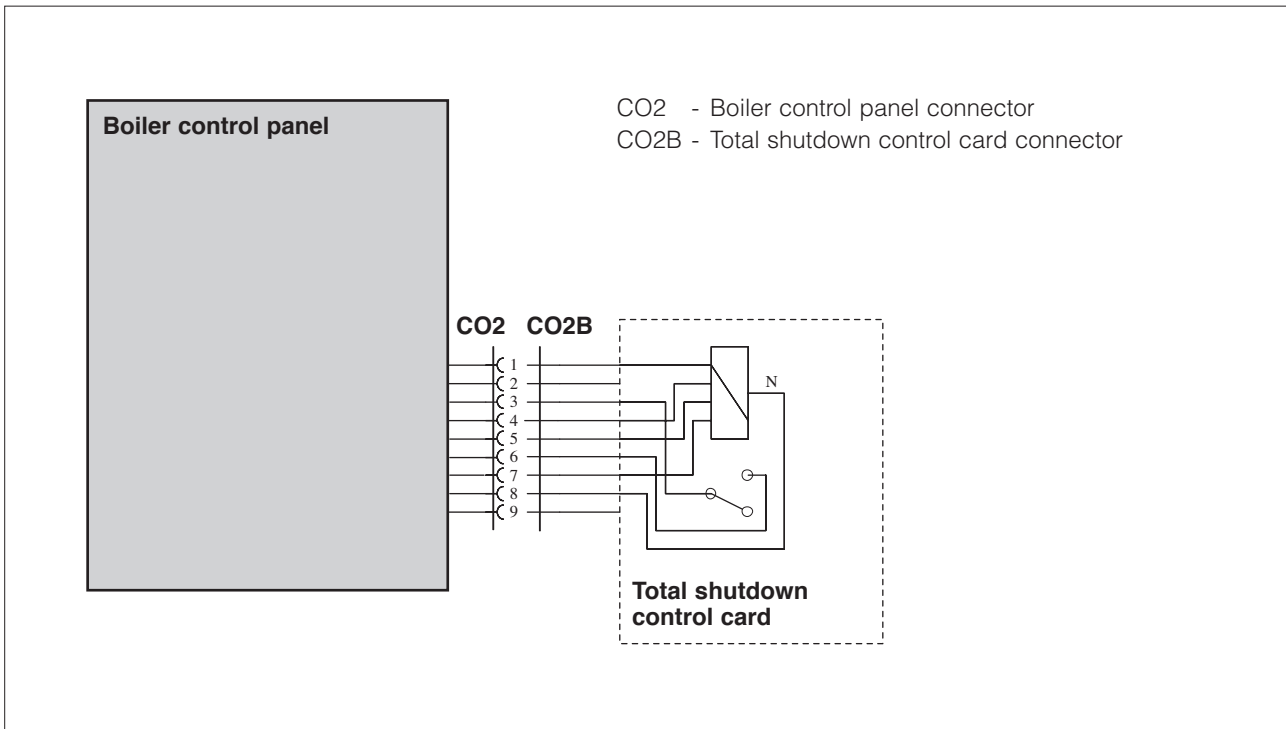 Boiler control panel
CO2 - Boiler control panel connector
CO2B - Total shutdown control card connector
CO2 CO2B
1
2
3
4
5
6
7
8
9
N
Total shutdown
control card